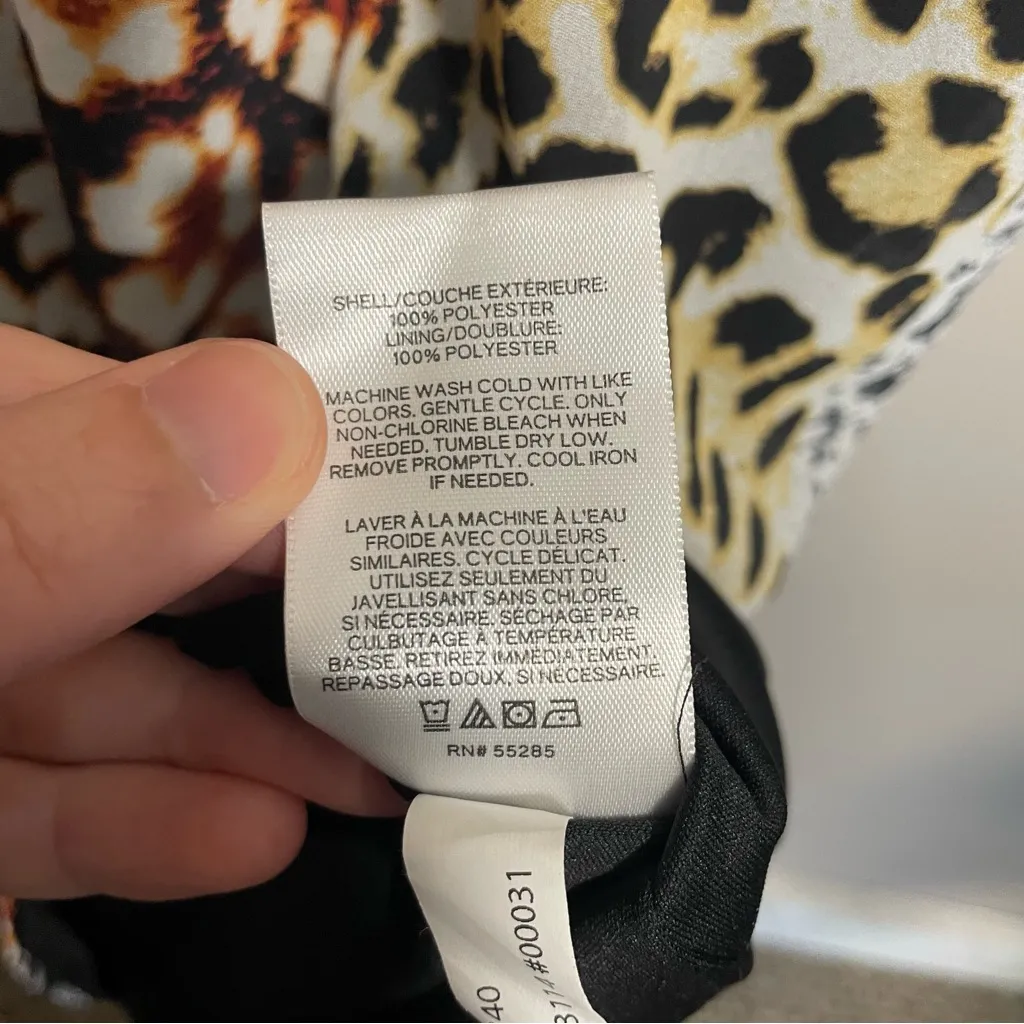 SHELL/COUCHE EXTÉRIEURE:
100% POLYESTER
LINING/DOUBLURE:
100% POLYESTER
MACHINE WASH COLD WITH LIKE
COLORS. GENTLE CYCLE. ONLY
NON-CHLORINE BLEACH WHEN
NEEDED. TUMBLE DRY LOW.
REMOVE PROMPTLY. COOL IRON
IF NEEDED.
LAVER À LA MACHINE À L'EAU
FROIDE AVEC COULEURS
SIMILAIRES. CYCLE DÉLICAT.
UTILISEZ SEULEMENT DU
JAVELLISANT SANS CHLORE,
SI NÉCESSAIRE. SÉCHAGE PAR
CULBUTAGE À TEMPÉRATURE
BASSE. RETIREZ IMMÉDIATEMENT.
REPASSAGE DOUX, SI NÉCESSAIRE.
RN# 55285
3114#00031
40